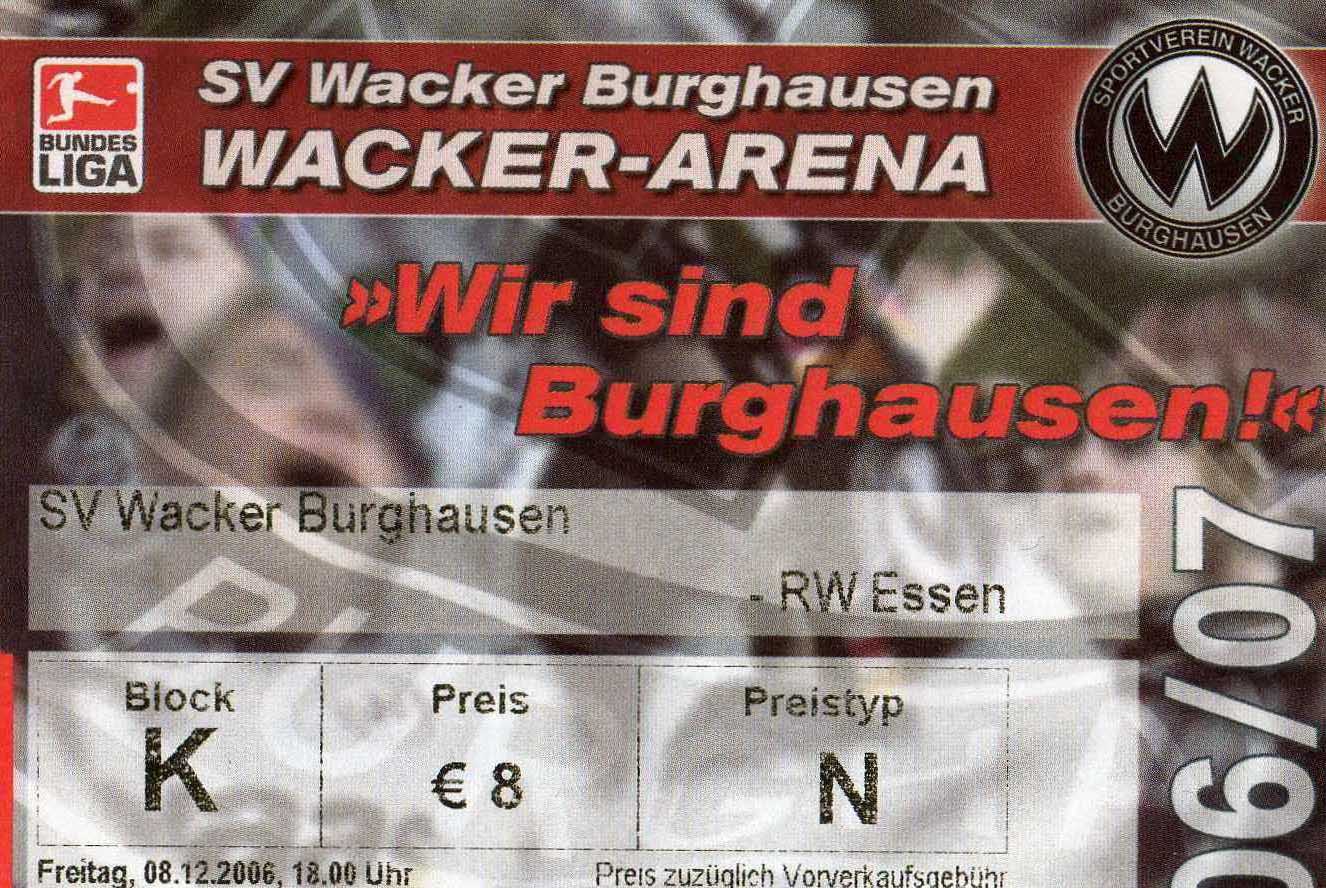 SV Wacker Burghausen
WACKER-ARENA
BUNDES
LIGA
SPORTVEREIN WACKER
BURGHAUSEN
»Wir sind
Burghausen!«
SV Wacker Burghausen
- RW Essen
06/07
Block
Preis
Preistyp
K
€ 8
N
Freitag, 08.12.2006, 18.00 Uhr
Preis zuzüglich Vorverkaufsgebühr